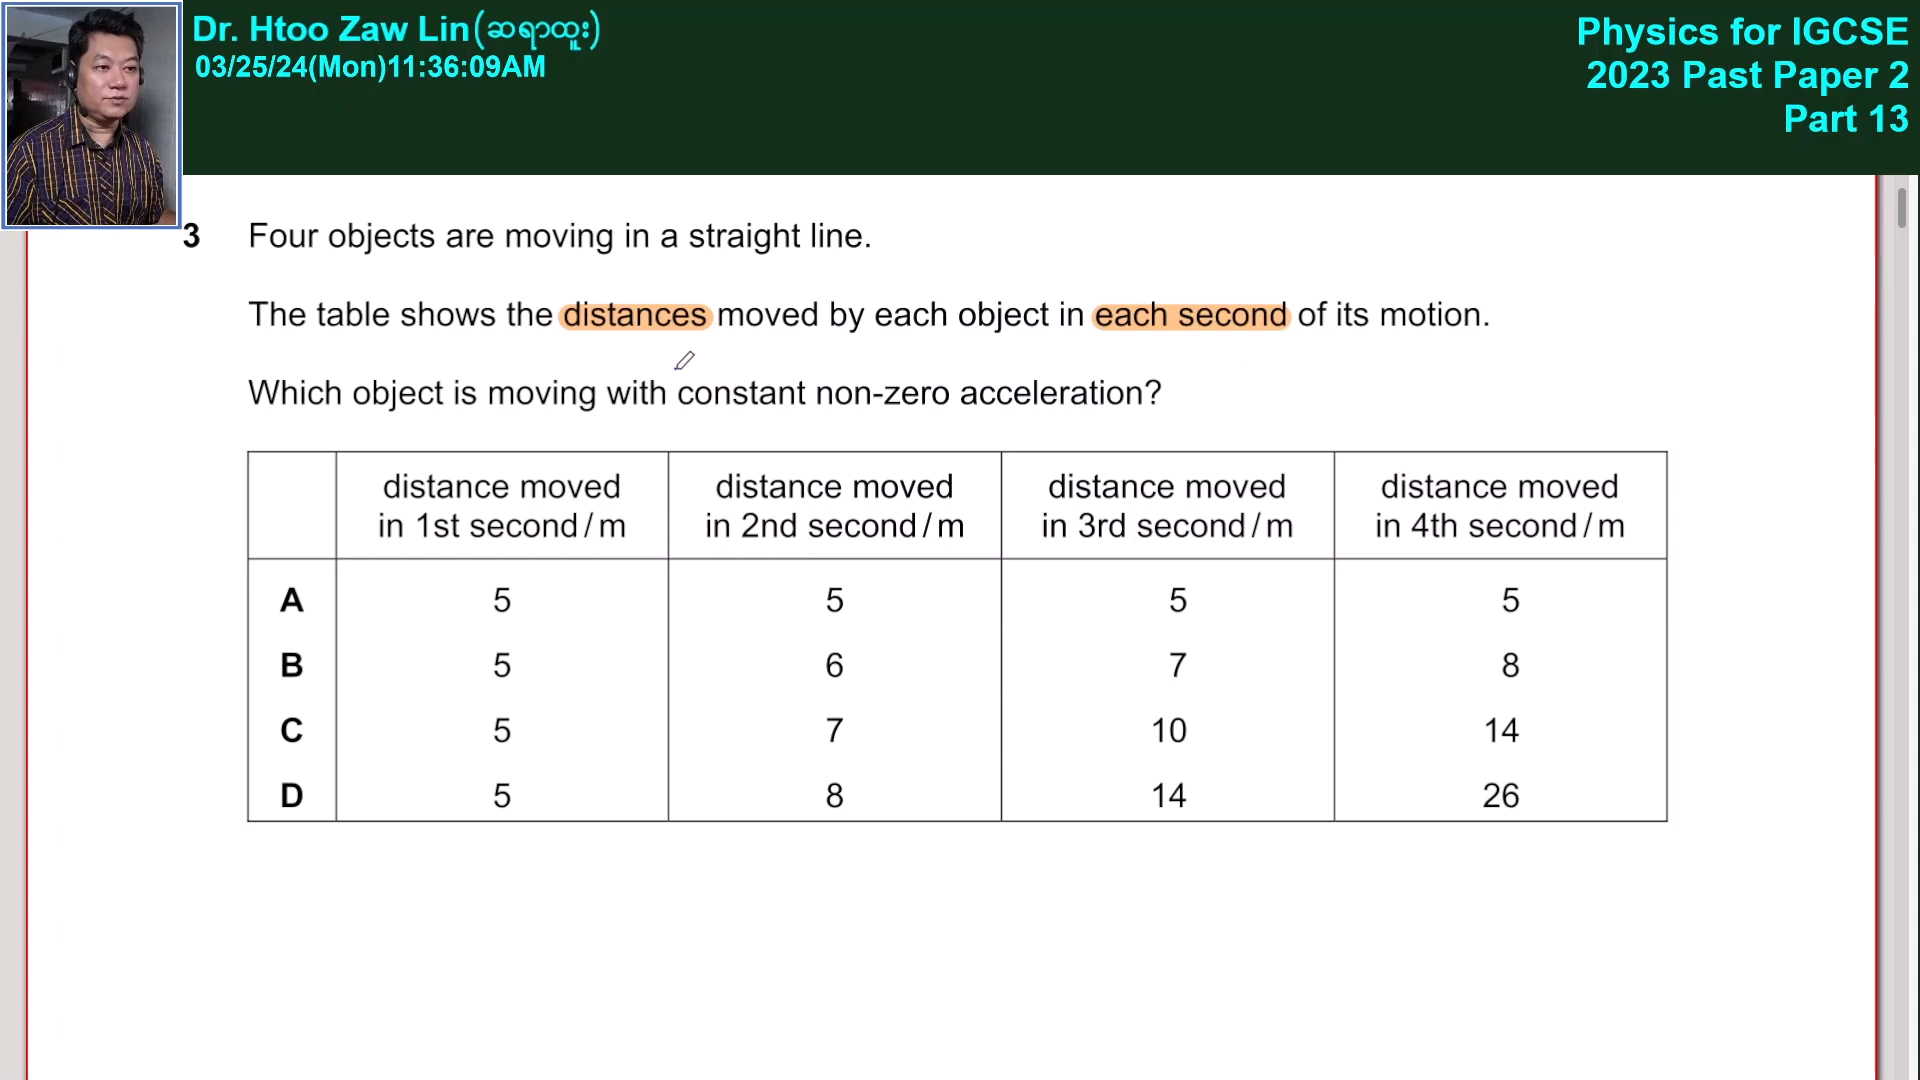 Dr. Htoo Zaw Lin(ဆရာထူး)
03/25/24(Mon)11:36:09AM
Physics for IGCSE
2023 Past Paper 2
Part 13
3 Four objects are moving in a straight line.
The table shows the distances moved by each object in each second of its motion.
Which object is moving with constant non-zero acceleration?
distance moved in 1st second / m distance moved in 2nd second / m distance moved in 3rd second / m distance moved in 4th second / m
A 5 5 5 5
B 5 6 7 8
C 5 7 10 14
D 5 8 14 26